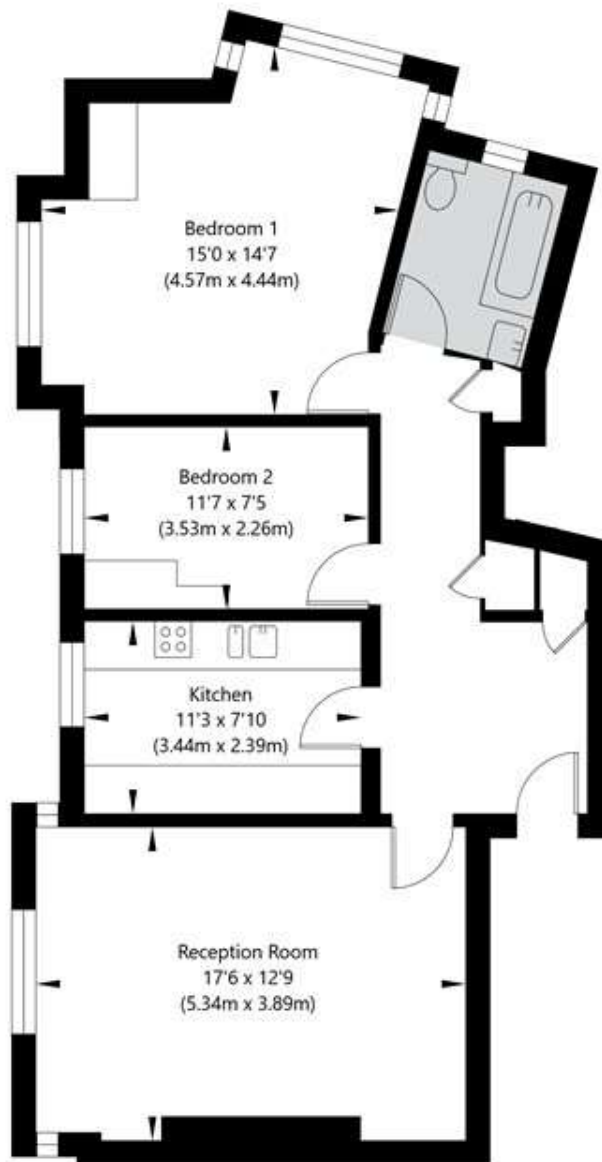 Bedroom 1
15'0 x 14'7
(4.57m x 4.44m)
Bedroom 2
11'7 x 7'5
(3.53m x 2.26m)
Kitchen
11'3 x 7'10
(3.44m x 2.39m)
Reception Room
17'6 x 12'9
(5.34m x 3.89m)